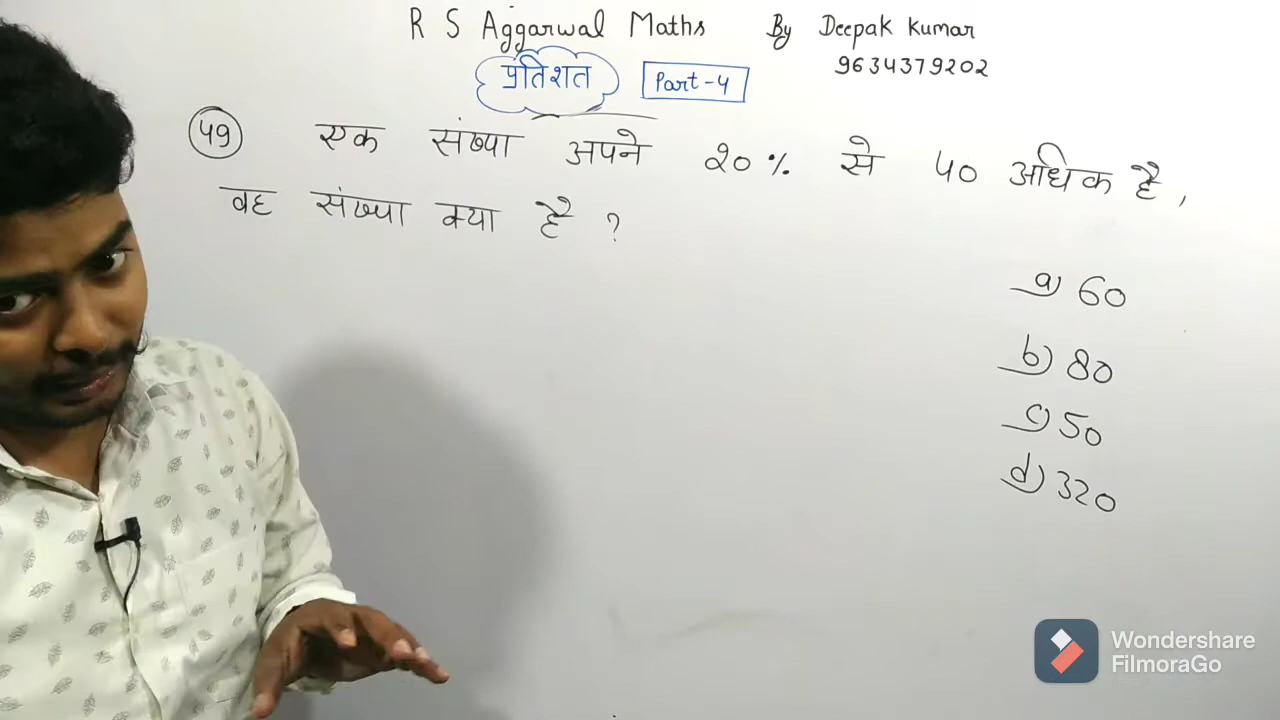 R S Aggarwal Maths By Deepak Kumar
9634379202
प्रतिशत Part-4
49 एक संख्या अपने 20% से 40 अधिक है,
वह संख्या क्या है ?
a) 60
b) 80
c) 50
d) 320
Wondershare
FilmoraGo